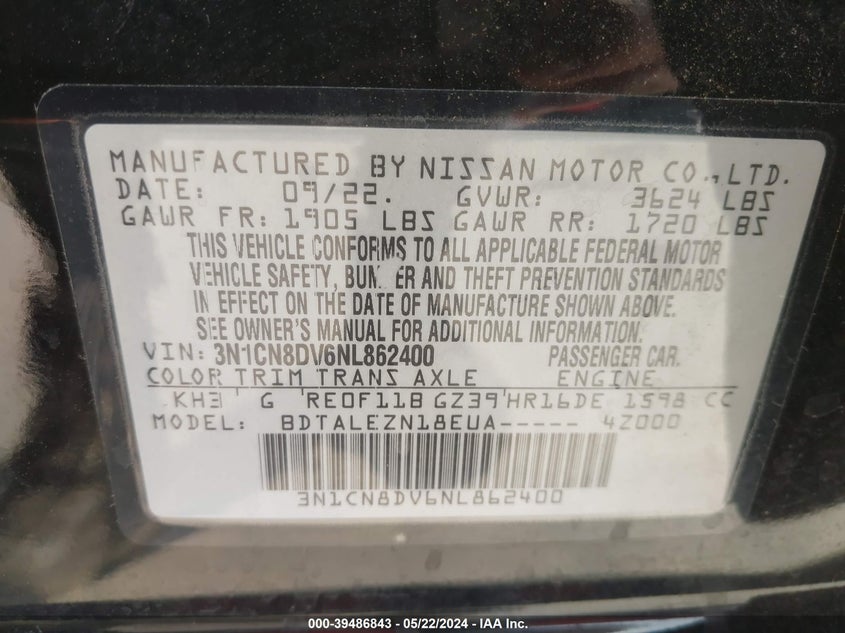 MANUFACTURED BY NISSAN MOTOR CO.,LTD.
DATE: 09/22. GVWR: 3624 LBS
GAWR FR: 1905 LBS GAWR RR: 1720 LBS
THIS VEHICLE CONFORMS TO ALL APPLICABLE FEDERAL MOTOR
VEHICLE SAFETY, BUM ER AND THEFT PREVENTION STANDARDS
IN EFFECT ON THE DATE OF MANUFACTURE SHOWN ABOVE.
SEE OWNER'S MANUAL FOR ADDITIONAL INFORMATION.
VIN: 3N1CN8DV6NL862400 PASSENGER CAR.
COLOR TRIM TRANS AXLE ENGINE
KH3 G RE0F11B GZ39 HR16DE 1598 CC
MODEL: BDTALEZN18EUA----- 4Z000
3N1CN8DV6NL862400
000-39486843 / 05/22/2024 - IAA Inc.